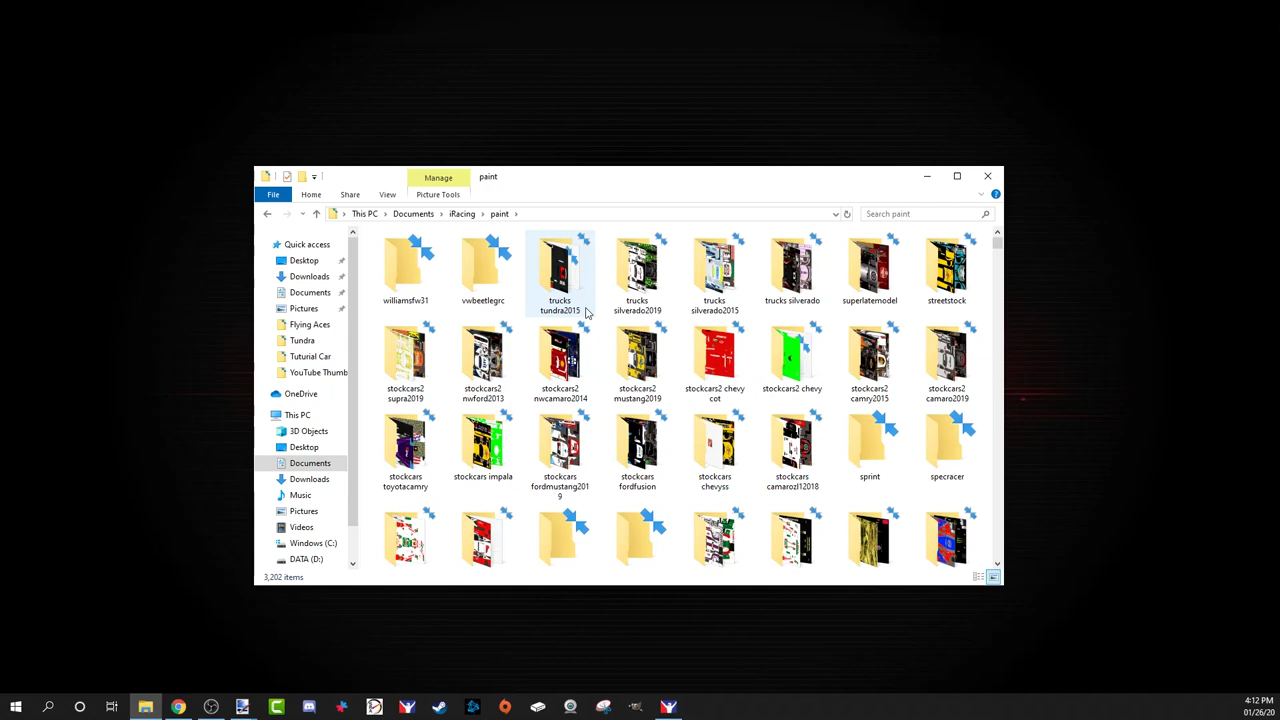 Manage
paint
File
Home
Share
View
Picture Tools
This PC
Documents
iRacing
paint
Search paint
Quick access
Desktop
Downloads
Documents
Pictures
Flying Aces
Tundra
Tuturial Car
YouTube Thumb
OneDrive
This PC
3D Objects
Desktop
Documents
Downloads
Music
Pictures
Videos
Windows (C:)
DATA (D:)
williamsfw31
vwbeetlegrc
trucks
tundra2015
trucks
silverado2019
trucks
silverado2015
trucks silverado
superlatemodel
streetstock
stockcars2
supra2019
stockcars2
nwford2013
stockcars2
nwcamaro2014
stockcars2
mustang2019
stockcars2 chevy
cot
stockcars2 chevy
stockcars2
camry2015
stockcars2
camaro2019
stockcars
toyotacamry
stockcars impala
stockcars
fordmustang201
9
stockcars
fordfusion
stockcars
chevyss
stockcars
camarozl12018
sprint
specracer
3,202 items
4:12 PM
01/26/20